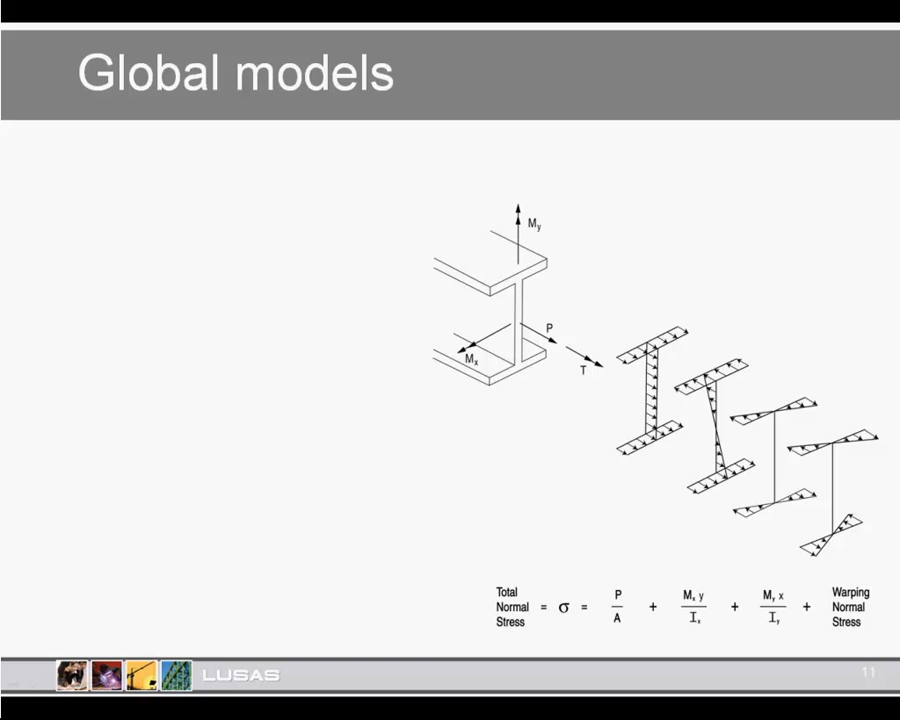 Global models
My
P
Mx
T
Total Normal Stress = σ = P/A + Mx y/Ix + My x/Iy + Warping Normal Stress
LUSAS
11